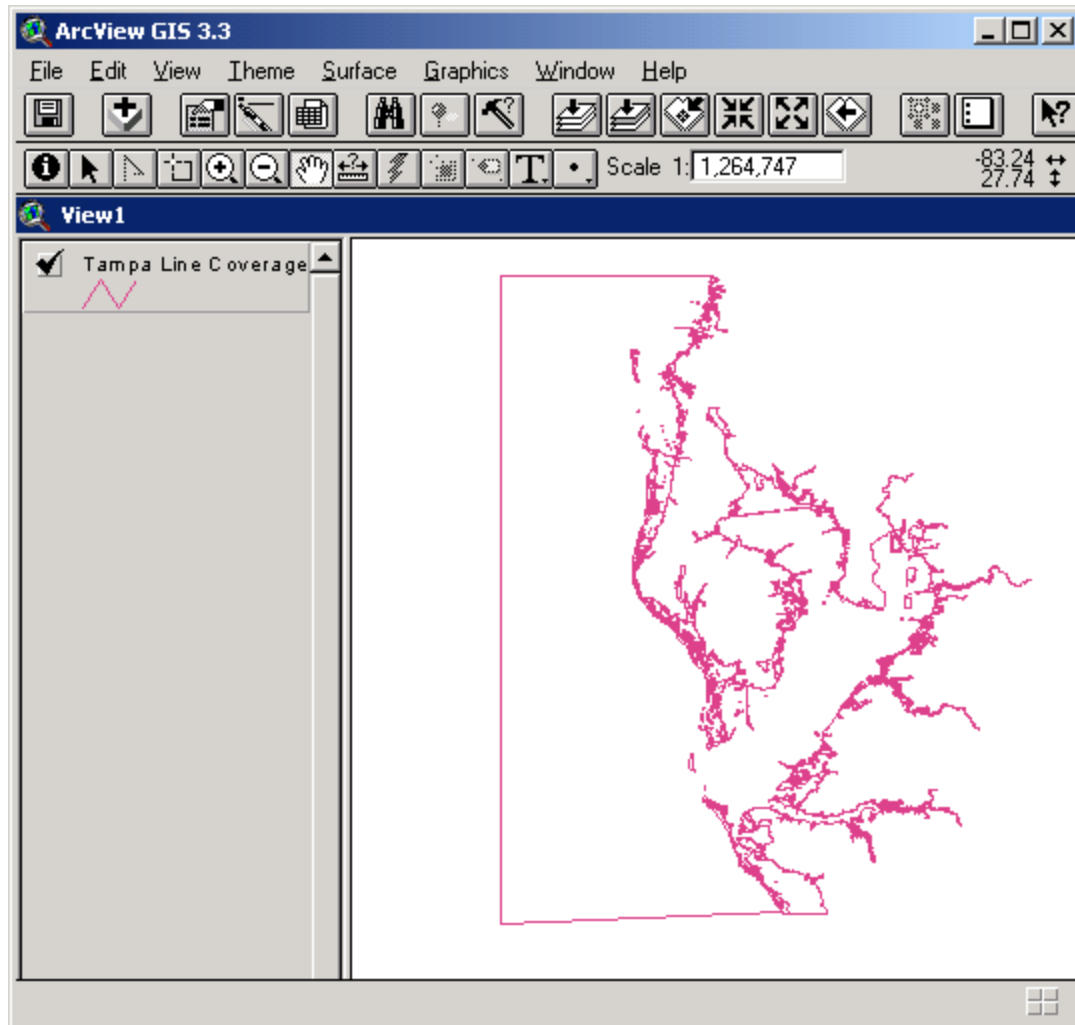 ArcView GIS 3.3
File Edit View Theme Surface Graphics Window Help
T Scale 1: 1,264,747 -83.24
27.74
View1
Tampa Line Coverage